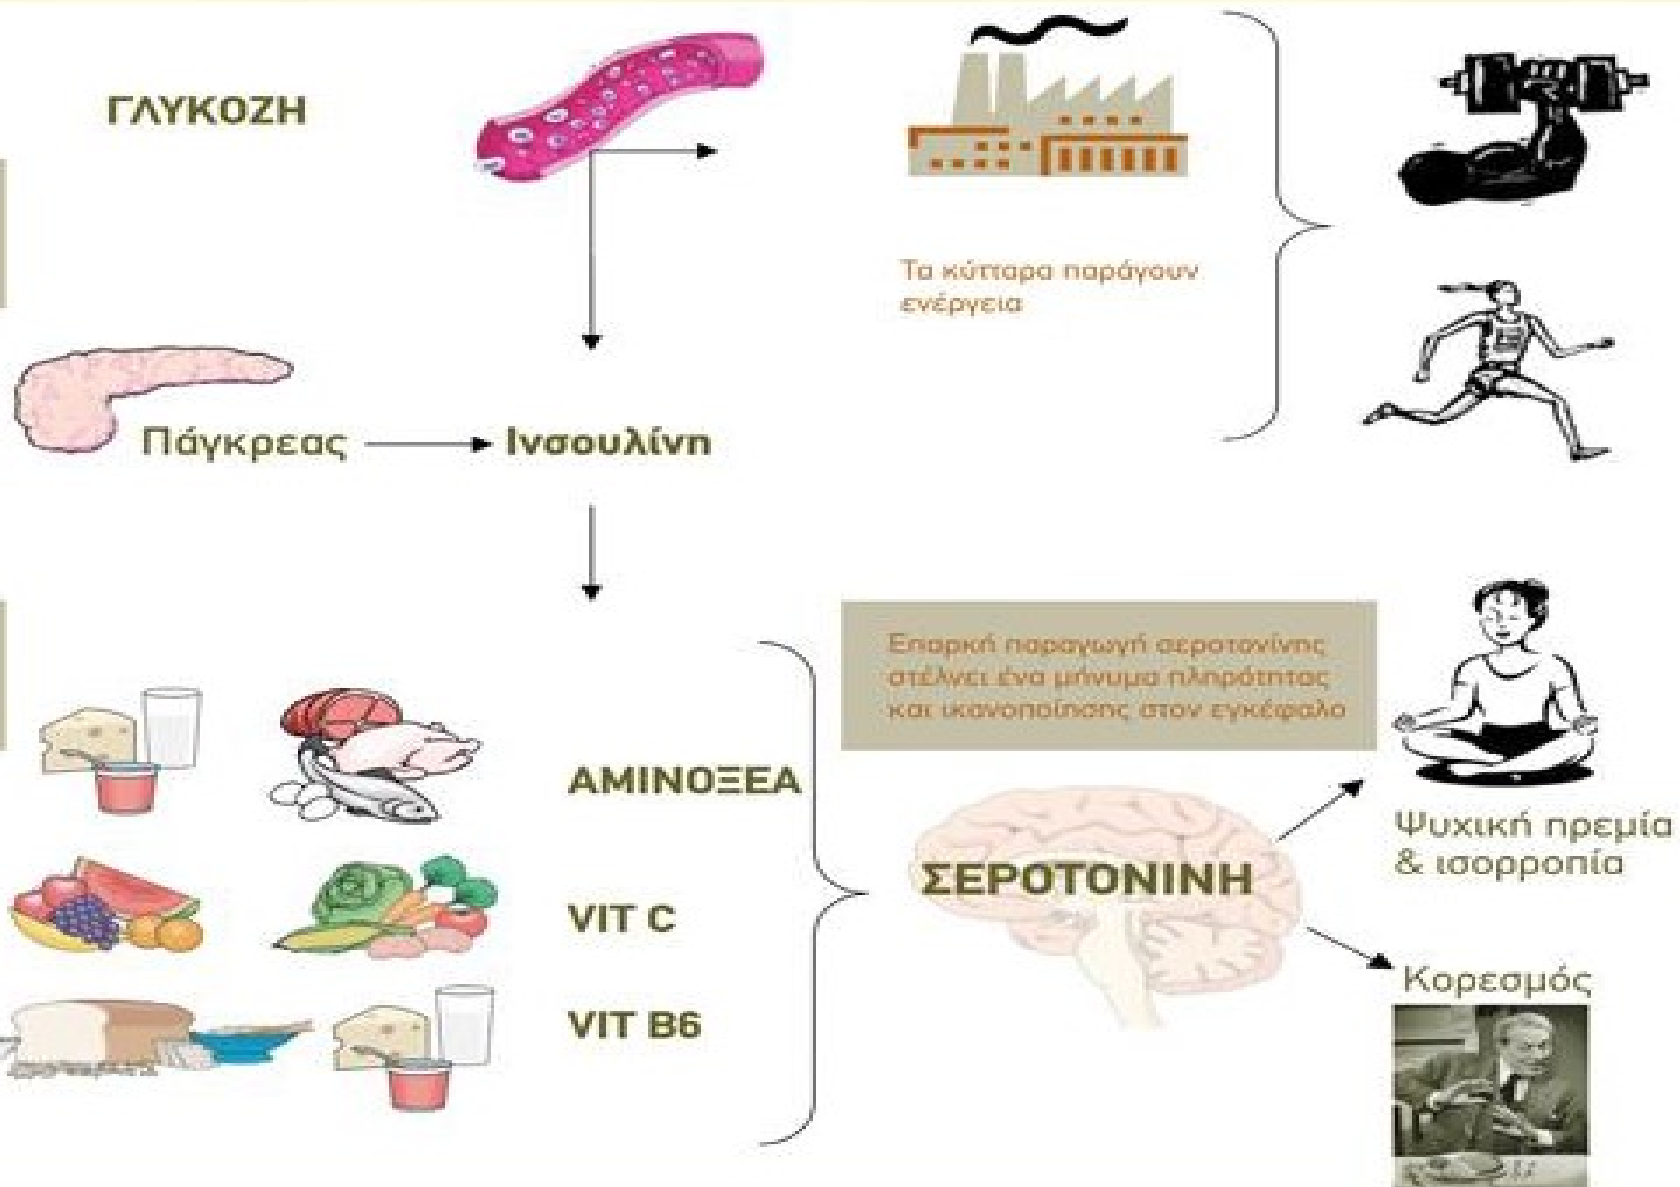 ΓΛΥΚΟΖΗ
Τα κύτταρα παράγουν
ενέργεια
Πάγκρεας
Ινσουλίνη
Επαρκή παραγωγή σεροτονίνης
στέλνει ένα μήνυμα πληρότητας
και ικανοποίησης στον εγκέφαλο
ΑΜΙΝΟΞΕΑ
VIT C
VIT B6
ΣΕΡΟΤΟΝΙΝΗ
Ψυχική ηρεμία
& ισορροπία
Κορεσμός